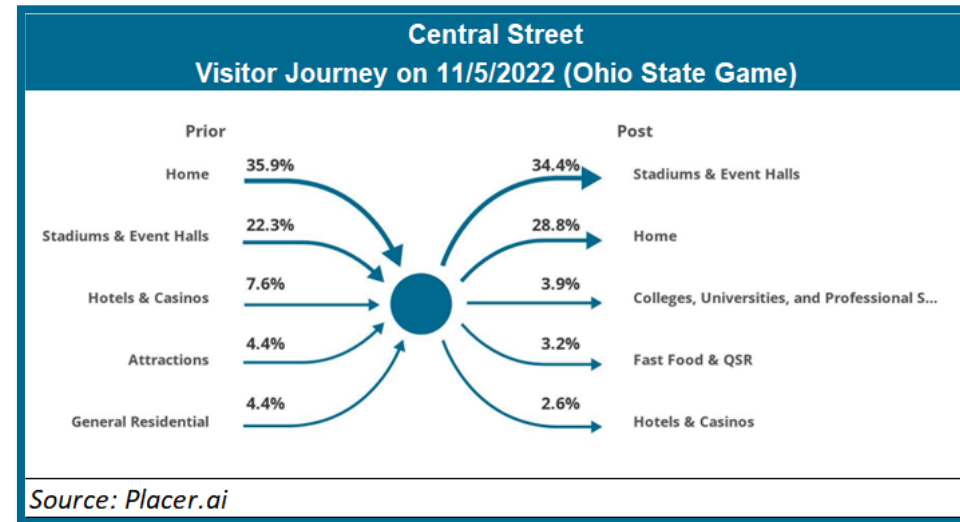 Central Street
Visitor Journey on 11/5/2022 (Ohio State Game)
Prior
Post
Home 35.9%
34.4% Stadiums & Event Halls
Stadiums & Event Halls 22.3%
28.8% Home
Hotels & Casinos 7.6%
3.9% Colleges, Universities, and Professional S...
Attractions 4.4%
3.2% Fast Food & QSR
General Residential 4.4%
2.6% Hotels & Casinos
Source: Placer.ai